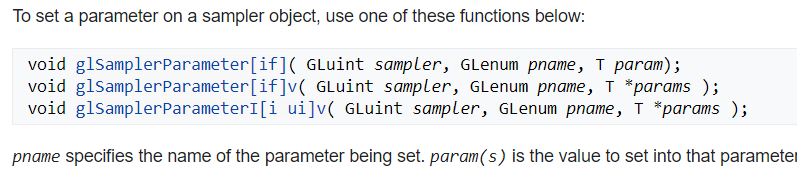 To set a parameter on a sampler object, use one of these functions below:
void glSamplerParameter[if]( GLuint sampler, GLenum pname, T param);
void glSamplerParameter[if]v( GLuint sampler, GLenum pname, T *params );
void glSamplerParameterI[i ui]v( GLuint sampler, GLenum pname, T *params );
pname specifies the name of the parameter being set. param(s) is the value to set into that parameter